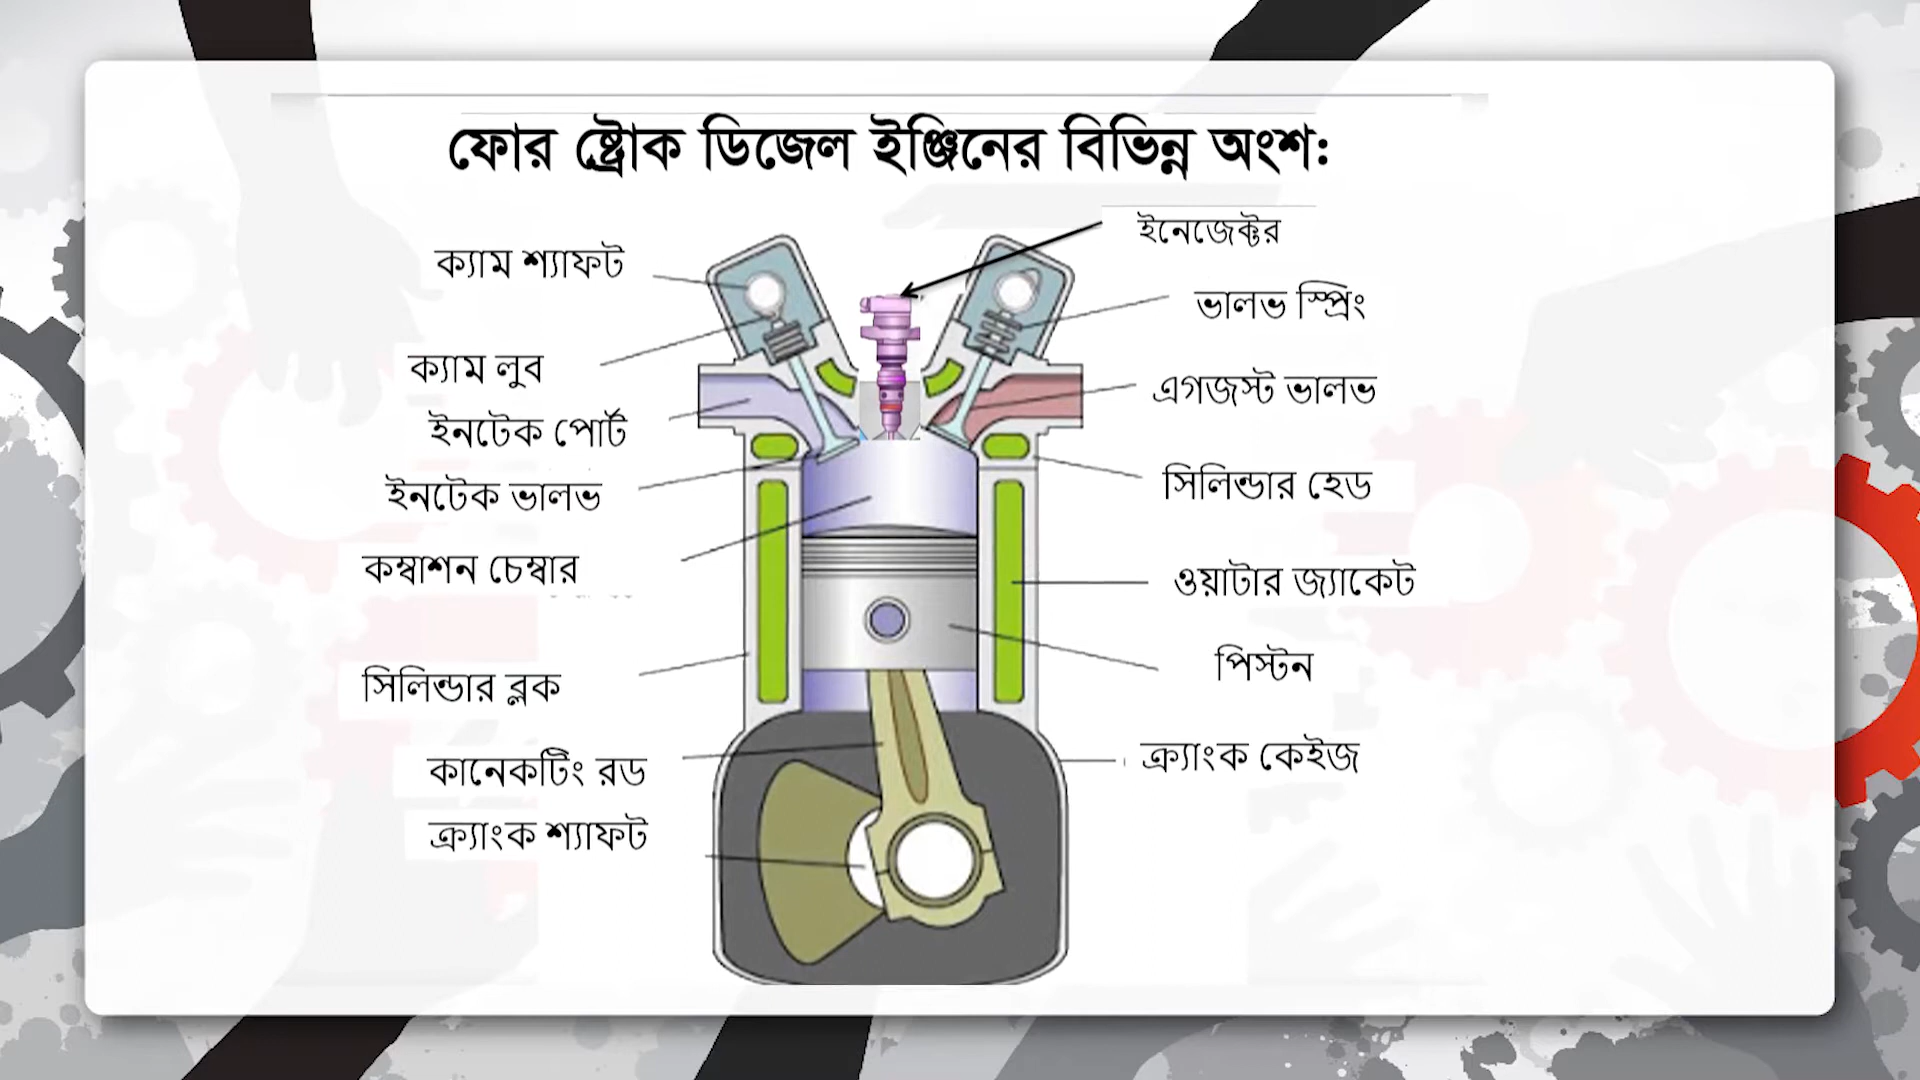 ফোর ষ্ট্রোক ডিজেল ইঞ্জিনের বিভিন্ন অংশ:
ক্যাম শ্যাফট
ক্যাম লুব
ইনটেক পোর্ট
ইনটেক ভালভ
কম্বাশন চেম্বার
সিলিন্ডার ব্লক
কানেকটিং রড
ক্র্যাংক শ্যাফট
ইনেজেক্টর
ভালভ স্প্রিং
এগজস্ট ভালভ
সিলিন্ডার হেড
ওয়াটার জ্যাকেট
পিস্টন
ক্র্যাংক কেইজ